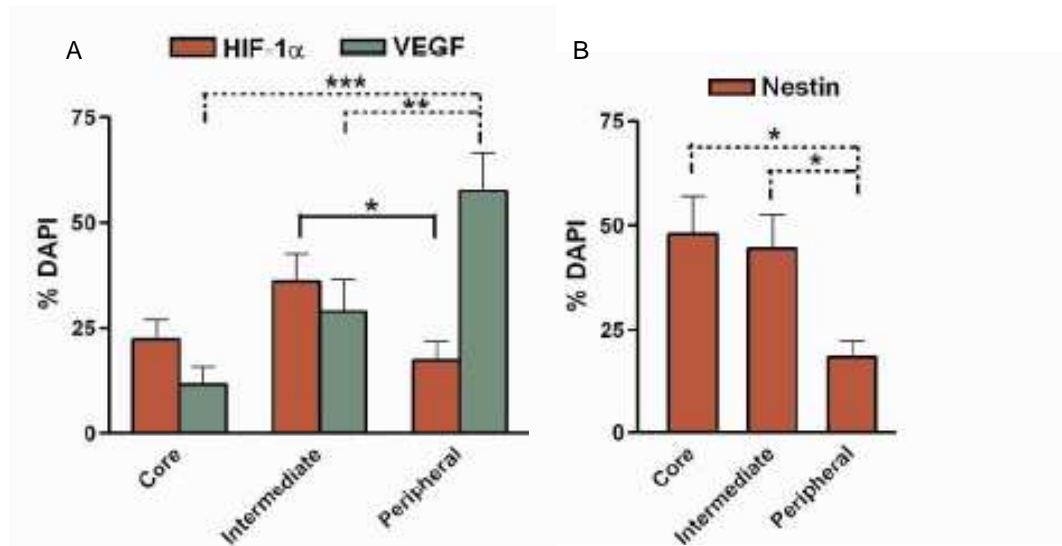 A
HIF-1α
VEGF
***
**
*
75
50
25
0
% DAPI
Core
Intermediate
Peripheral
B
Nestin
*
*
75
50
25
0
% DAPI
Core
Intermediate
Peripheral